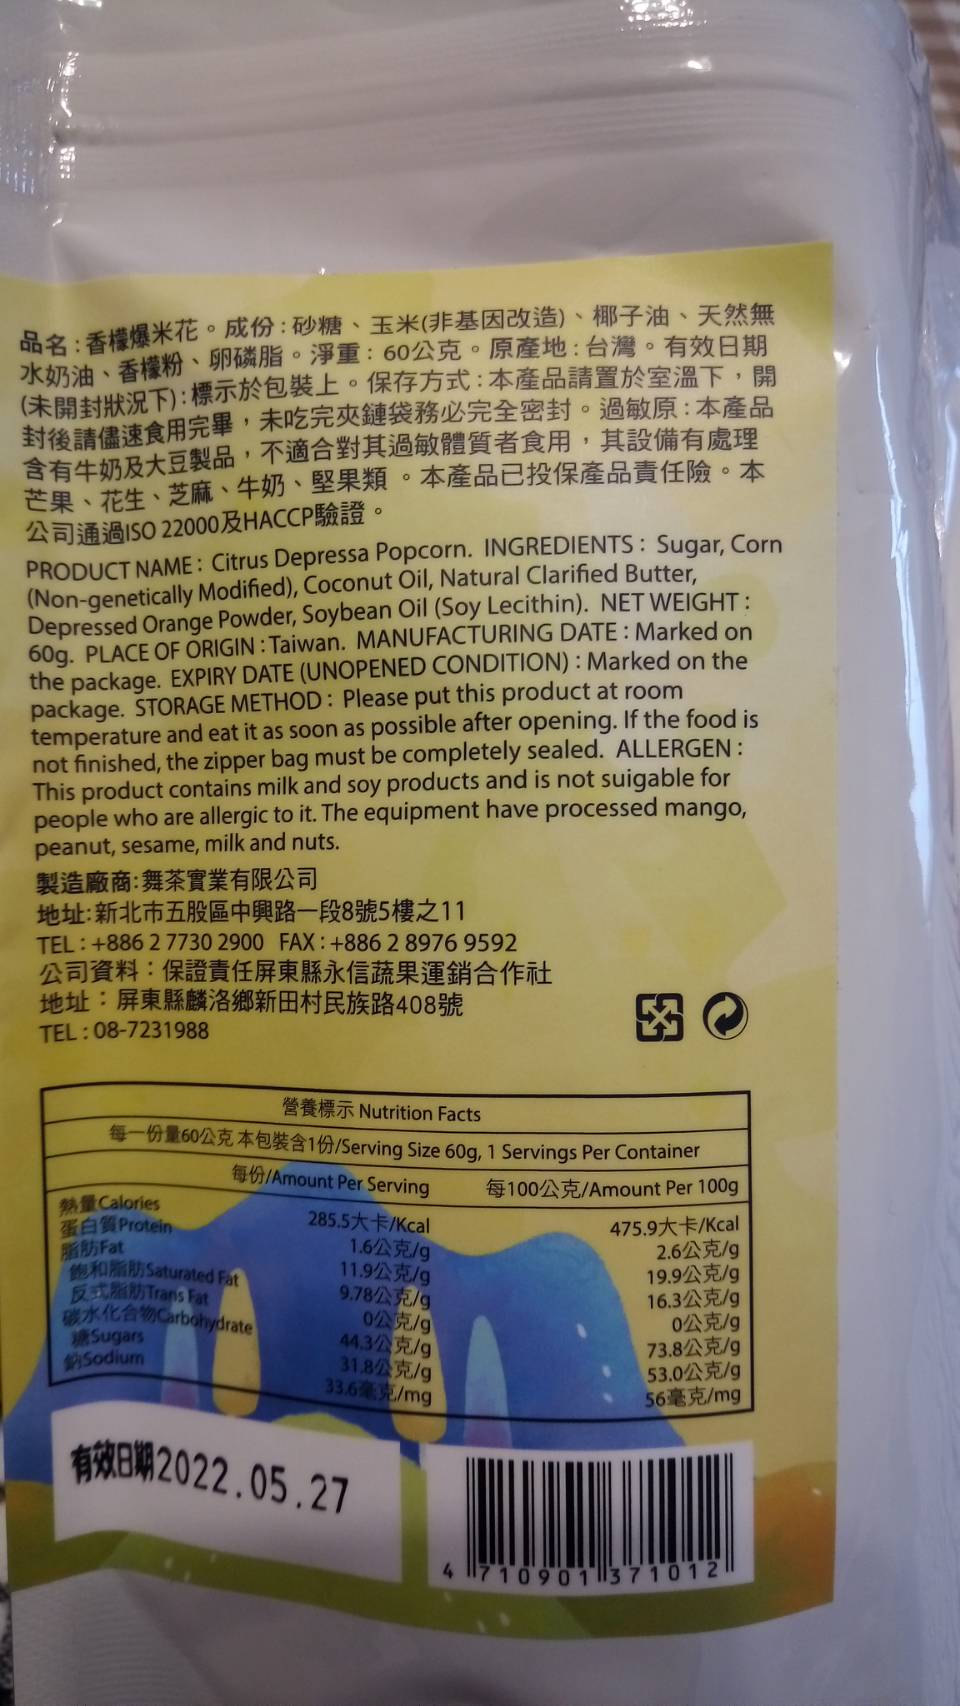 品名:香檬爆米花。成份:砂糖、玉米(非基因改造)、椰子油、天然無
水奶油、香檬粉、卵磷脂。淨重:60公克。原產地:台灣。有效日期
(未開封狀況下):標示於包裝上。保存方式:本產品請置於室溫下,開
封後請儘速食用完畢,未吃完夾鏈袋務必完全密封。過敏原:本產品
含有牛奶及大豆製品,不適合對其過敏體質者食用,其設備有處理
芒果、花生、芝麻、牛奶、堅果類。本產品已投保產品責任險。本
公司通過ISO 22000及HACCP驗證。
PRODUCT NAME: Citrus Depressa Popcorn. INGREDIENTS: Sugar, Corn
(Non-genetically Modified), Coconut Oil, Natural Clarified Butter,
Depressed Orange Powder, Soybean Oil (Soy Lecithin). NET WEIGHT:
60g. PLACE OF ORIGIN:Taiwan. MANUFACTURING DATE:Marked on
the package. EXPIRY DATE (UNOPENED CONDITION):Marked on the
package. STORAGE METHOD: Please put this product at room
temperature and eat it as soon as possible after opening. If the food is
not finished, the zipper bag must be completely sealed. ALLERGEN:
This product contains milk and soy products and is not suigable for
people who are allergic to it. The equipment have processed mango,
peanut, sesame, milk and nuts.
製造廠商:舞茶實業有限公司
地址:新北市五股區中興路一段8號5樓之11
TEL:+886 2 7730 2900 FAX:+886 2 8976 9592
公司資料:保證責任屏東縣永信蔬果運銷合作社
地址:屏東縣麟洛鄉新田村民族路408號
TEL:08-7231988
營養標示 Nutrition Facts
每一份量60公克 本包裝含1份/Serving Size 60g, 1 Servings Per Container
每份/Amount Per Serving 每100公克/Amount Per 100g
熱量Calories 285.5大卡/Kcal 475.9大卡/Kcal
蛋白質Protein 1.6公克/g 2.6公克/g
脂肪Fat 11.9公克/g 19.9公克/g
飽和脂肪Saturated Fat 9.78公克/g 16.3公克/g
反式脂肪Trans Fat 0公克/g 0公克/g
碳水化合物Carbohydrate 44.3公克/g 73.8公克/g
糖Sugars 31.8公克/g 53.0公克/g
鈉Sodium 33.6毫克/mg 56毫克/mg
有效日期2022.05.27
4 710901 371012